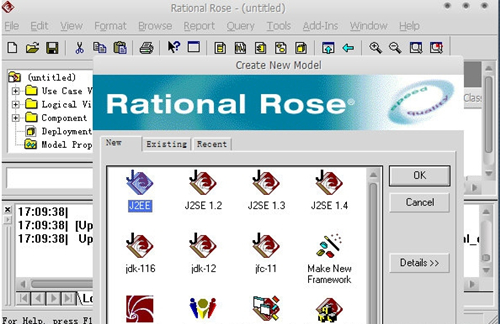 Rational Rose - (untitled)
File Edit View Format Browse Report Query Tools Add-Ins Window Help
Create New Model
(untitled)
Use Case V
Logical Vi
Component
Deployment
Model Prop
Rational Rose
speed
quality
Class
New Existing Recent
J2EE J2SE 1.2 J2SE 1.3 J2SE 1.4
jdk-116 jdk-12 jfc-11 Make New
Framework
OK
Cancel
Details >>
17:09:38|
17:09:38| [Up
17:09:38| Up
For Help, press F1